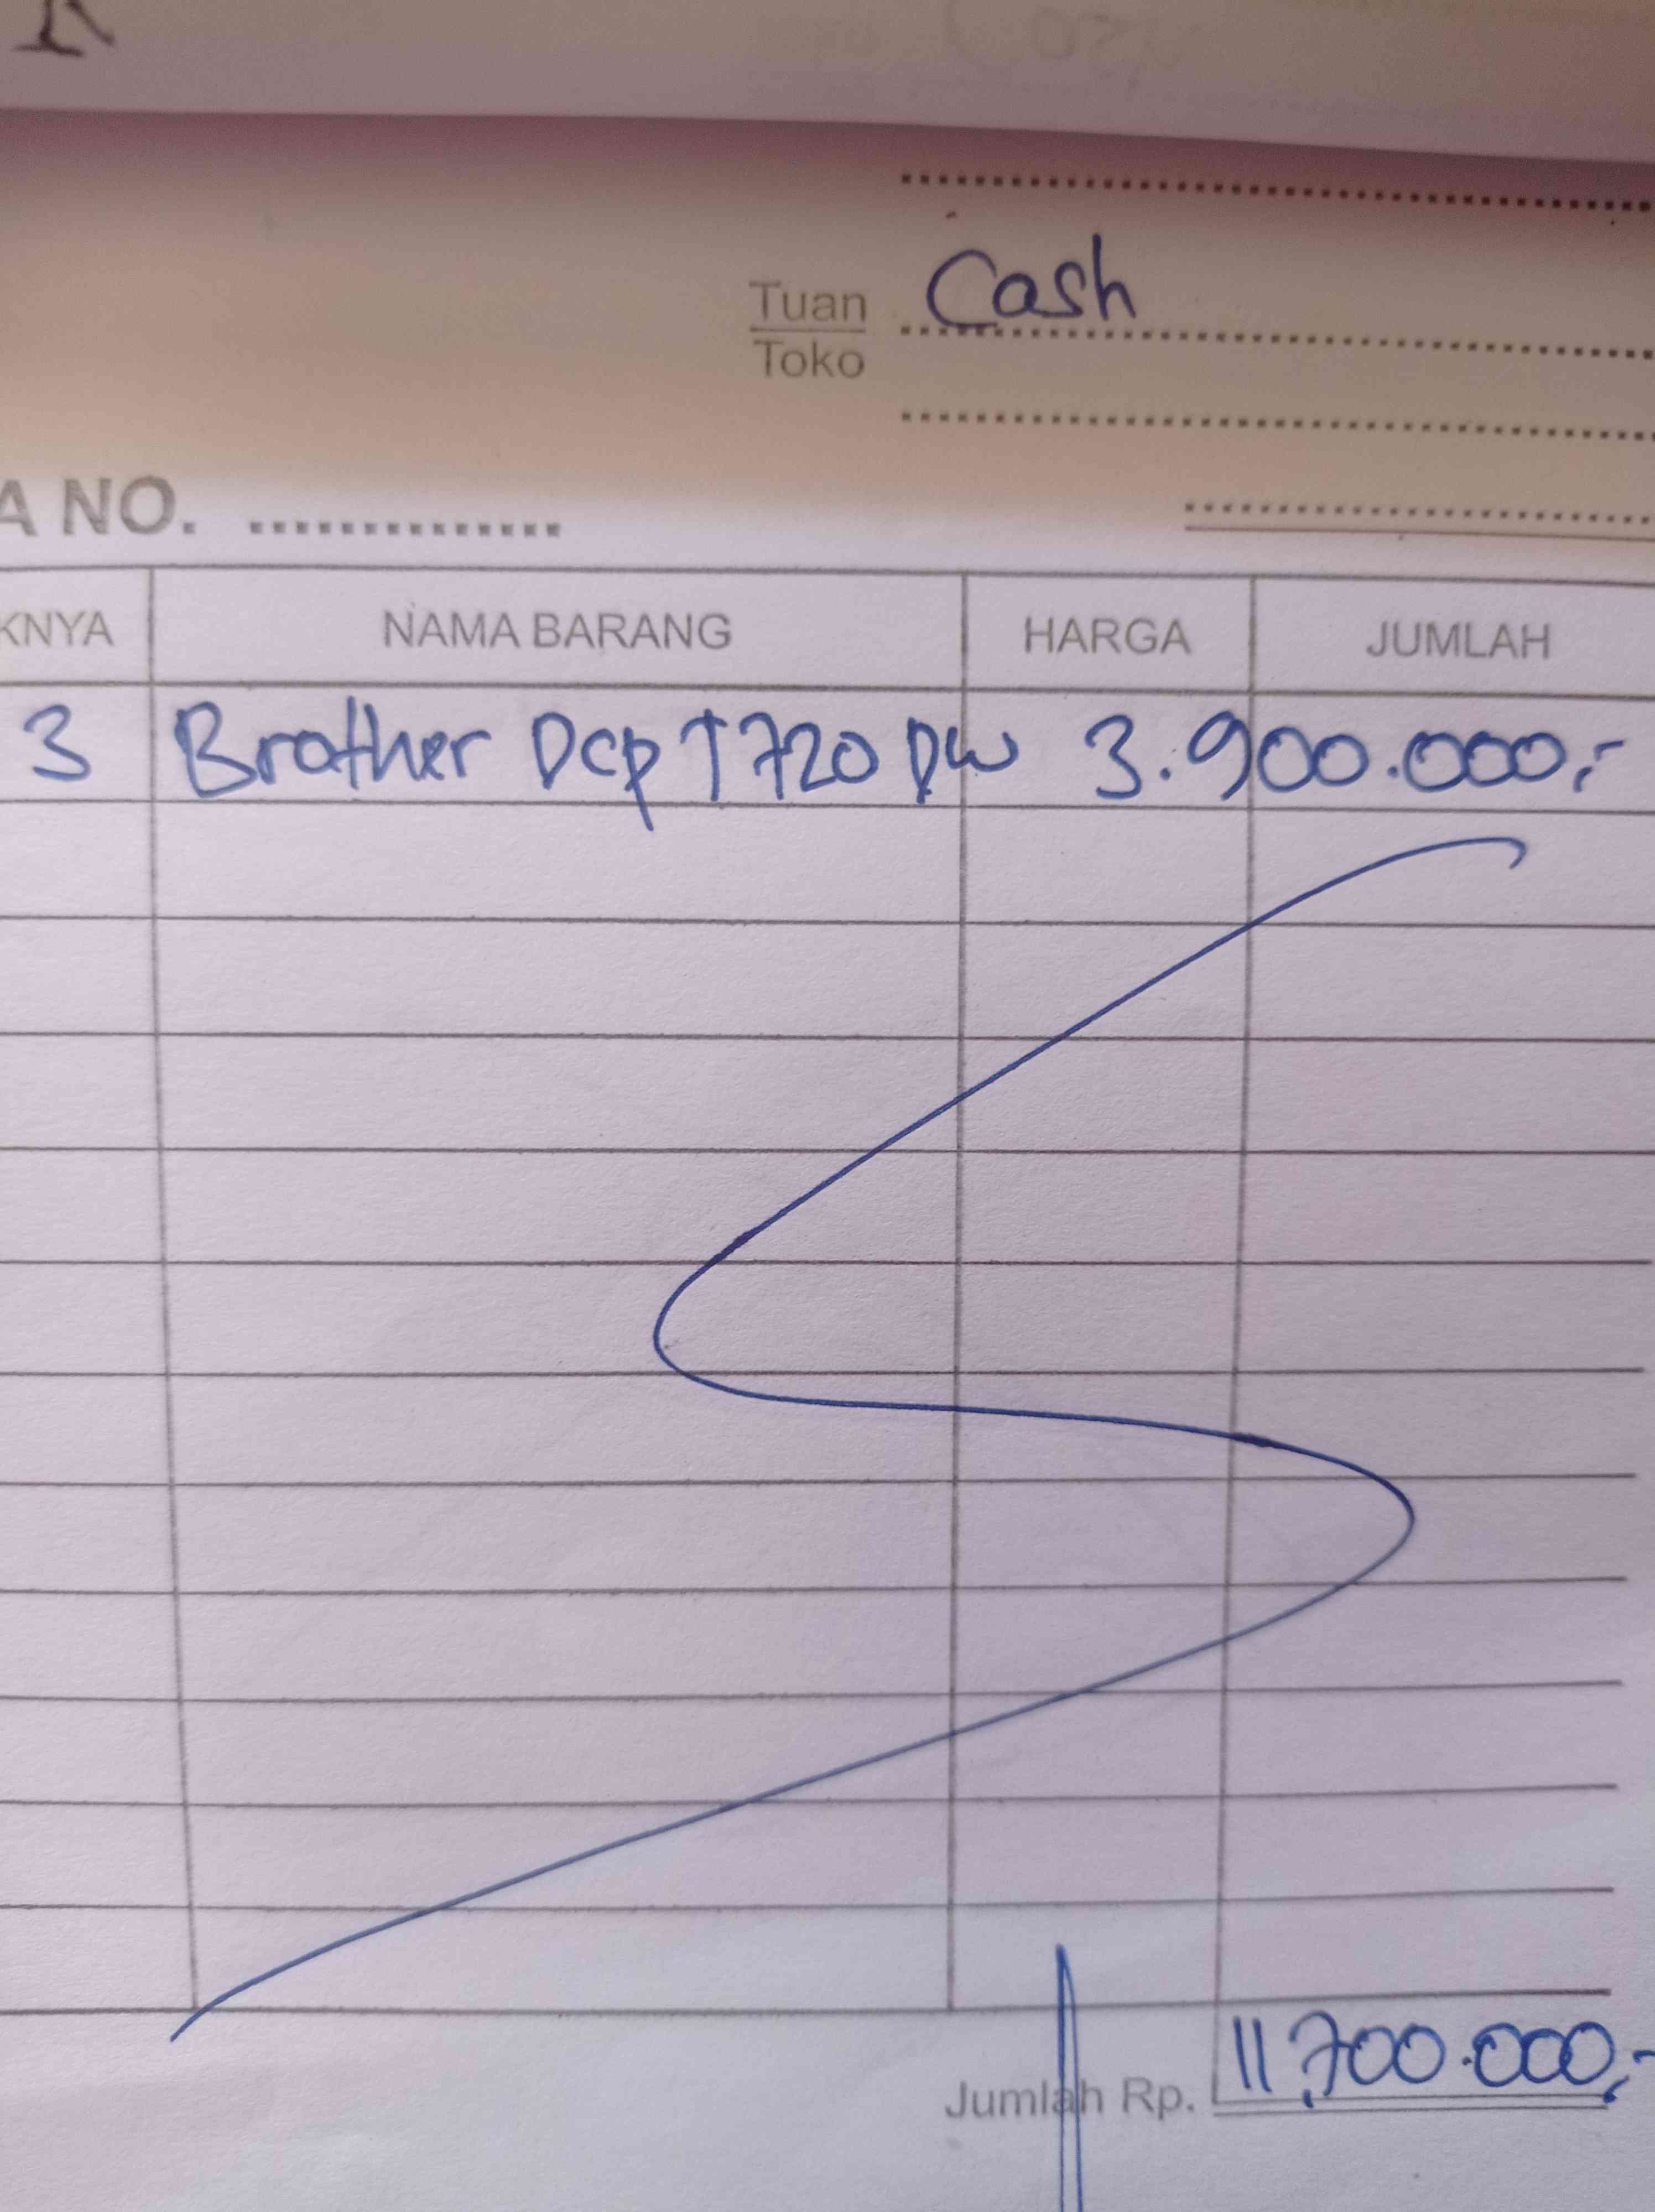 Cash
Tuan
Toko
A NO. ..............
KNYA NAMA BARANG HARGA JUMLAH
3 Brother Dcp T720 DW 3.900.000,-
Jumlah Rp. 11.700.000,-